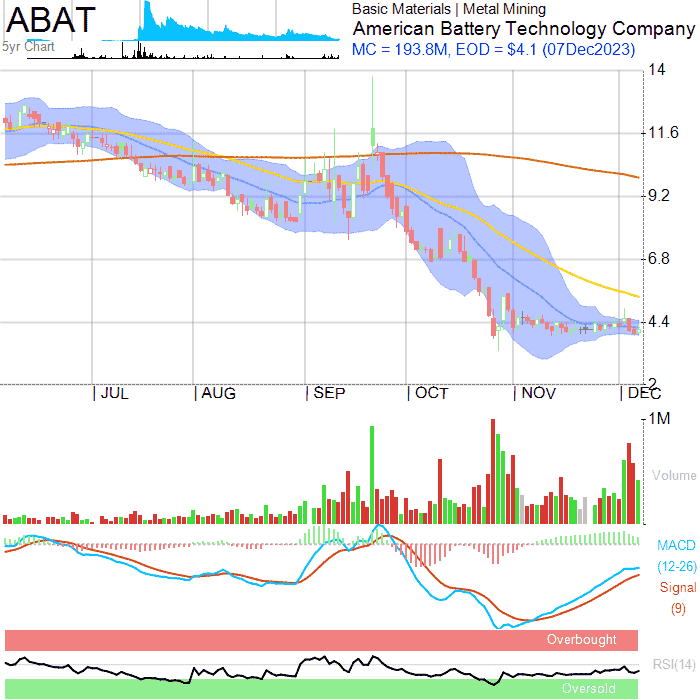 ABAT
5yr Chart
Basic Materials | Metal Mining
American Battery Technology Company
MC = 193.8M, EOD = $4.1 (07Dec2023)
14
11.6
9.2
6.8
4.4
2
| JUL | AUG | SEP | OCT | NOV | DEC
1M
Volume
MACD
(12-26)
Signal
(9)
Overbought
RSI(14)
Oversold